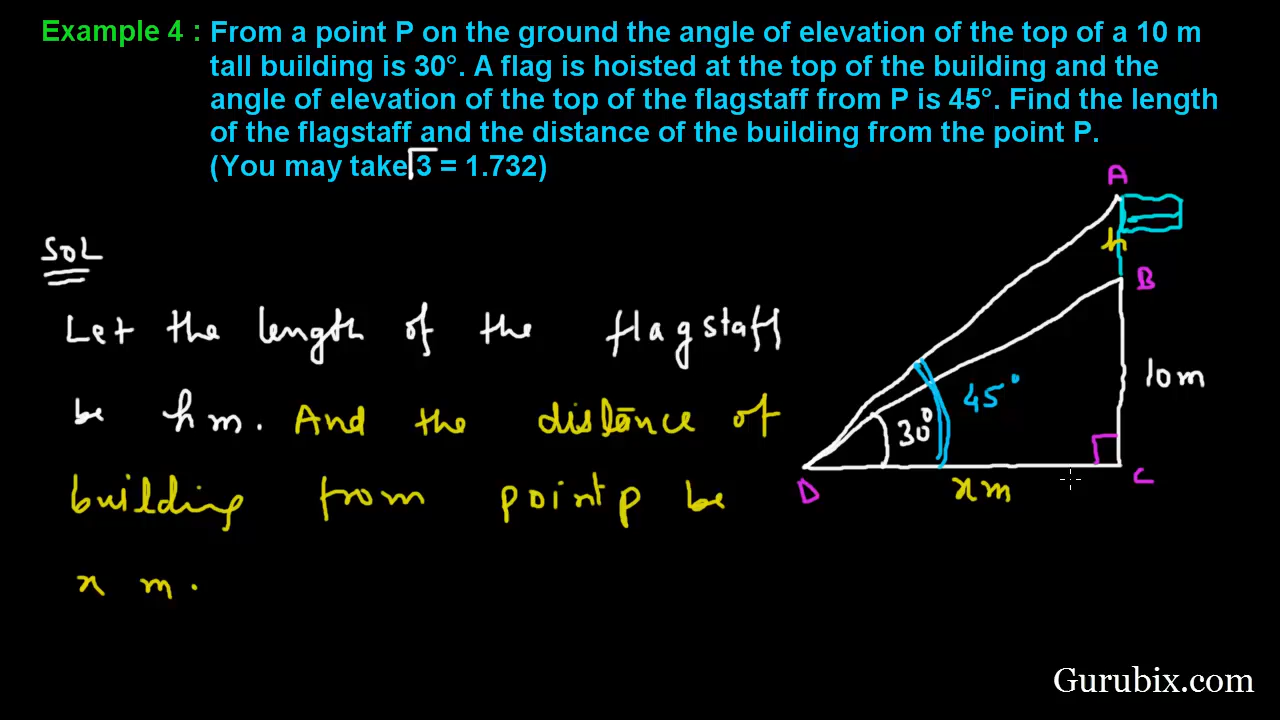 Example 4 : From a point P on the ground the angle of elevation of the top of a 10 m
tall building is 30°. A flag is hoisted at the top of the building and the
angle of elevation of the top of the flagstaff from P is 45°. Find the length
of the flagstaff and the distance of the building from the point P.
(You may take √3 = 1.732)
A
h
B
SOL
Let the length of the flagstaff
10m
45°
be h m. And the distance of
30°
C
D
x m
building from point p be
x m.
Gurubix.com